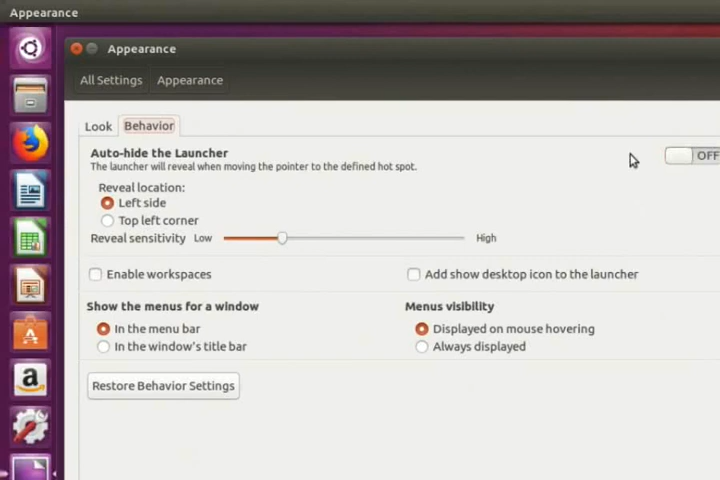 Appearance
Appearance
All Settings Appearance
Look Behavior
Auto-hide the Launcher
The launcher will reveal when moving the pointer to the defined hot spot.
OFF
Reveal location:
Left side
Top left corner
Reveal sensitivity Low High
Enable workspaces Add show desktop icon to the launcher
Show the menus for a window Menus visibility
In the menu bar Displayed on mouse hovering
In the window's title bar Always displayed
Restore Behavior Settings
A
a